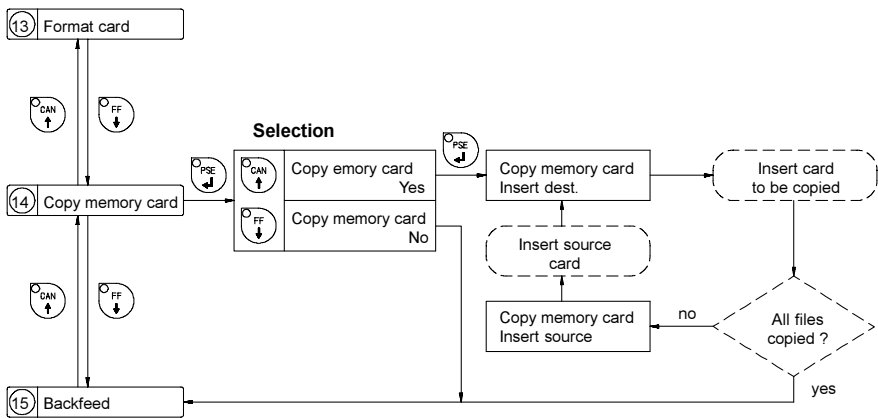 13 Format card
CAN
FF
Selection
PSE
PSE
CAN
Copy emory card
Yes
Copy memory card
Insert dest.
Insert card
to be copied
14 Copy memory card
FF
Copy memory card
No
Insert source
card
CAN
FF
Copy memory card
Insert source
no
All files
copied ?
yes
15 Backfeed